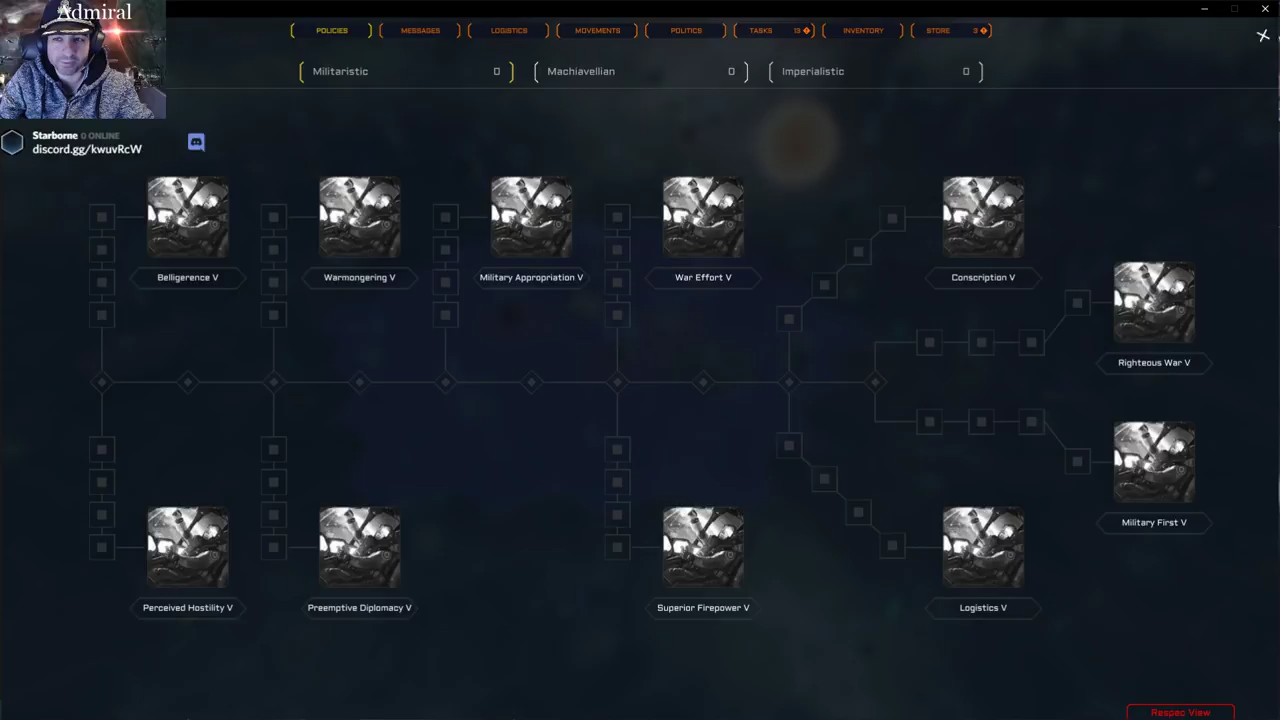 Admiral
POLICIES
MESSAGES
LOGISTICS
MOVEMENTS
POLITICS
TASKS 13
INVENTORY
STORE 3
Militaristic 0
Machiavellian 0
Imperialistic 0
Starborne 0 ONLINE
discord.gg/kwuvRcW
Belligerence V
Warmongering V
Military Appropriation V
War Effort V
Conscription V
Righteous War V
Military First V
Perceived Hostility V
Preemptive Diplomacy V
Superior Firepower V
Logistics V
Respec View